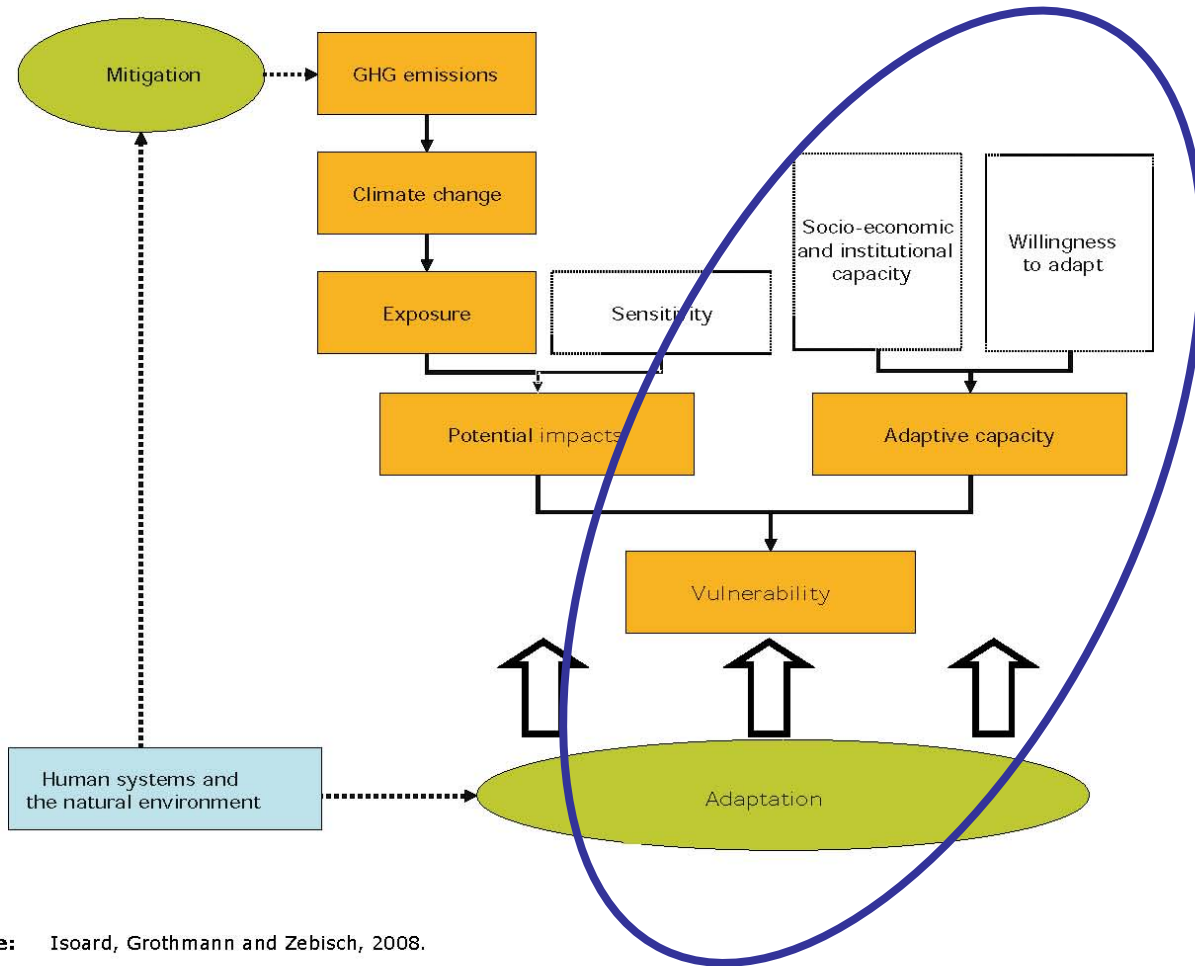 Mitigation
GHG emissions
Climate change
Exposure
Sensitivity
Socio-economic
and institutional
capacity
Willingness
to adapt
Potential impacts
Adaptive capacity
Vulnerability
Human systems and
the natural environment
Adaptation
e: Isoard, Grothmann and Zebisch, 2008.